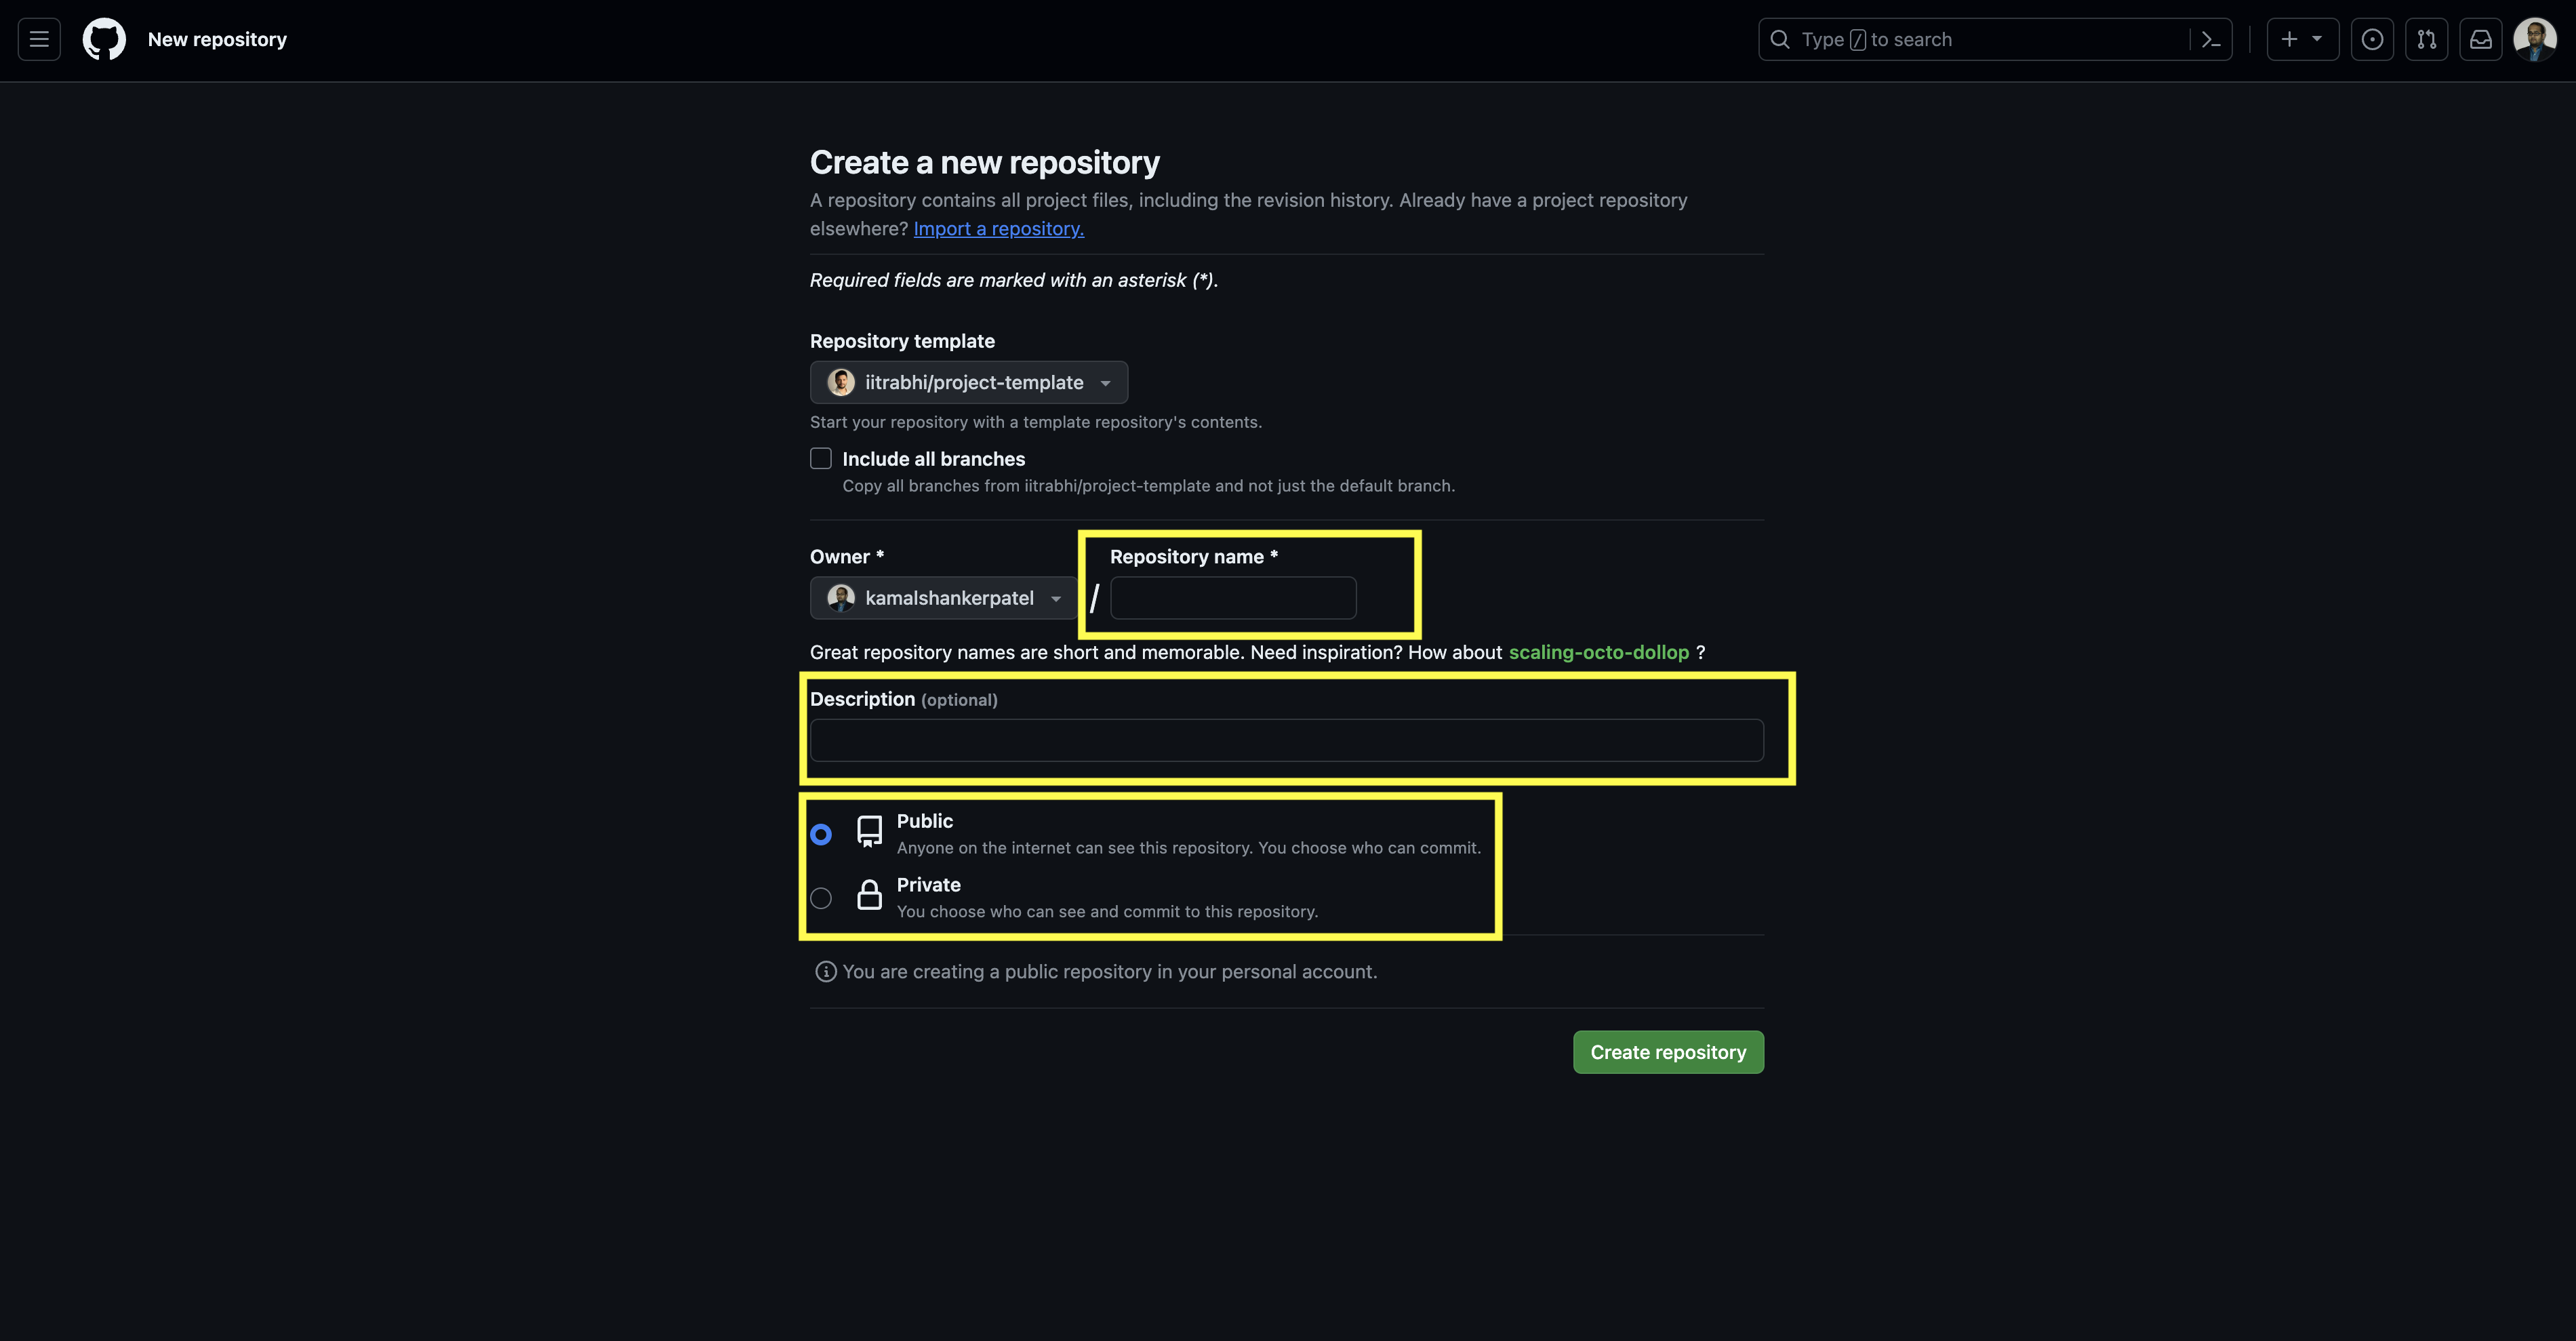 New repository
Type / to search
Create a new repository
A repository contains all project files, including the revision history. Already have a project repository
elsewhere? Import a repository.
Required fields are marked with an asterisk (*).
Repository template
iitrabhi/project-template
Start your repository with a template repository's contents.
Include all branches
Copy all branches from iitrabhi/project-template and not just the default branch.
Owner * Repository name *
kamalshankerpatel /
Great repository names are short and memorable. Need inspiration? How about scaling-octo-dollop ?
Description (optional)
Public
Anyone on the internet can see this repository. You choose who can commit.
Private
You choose who can see and commit to this repository.
You are creating a public repository in your personal account.
Create repository